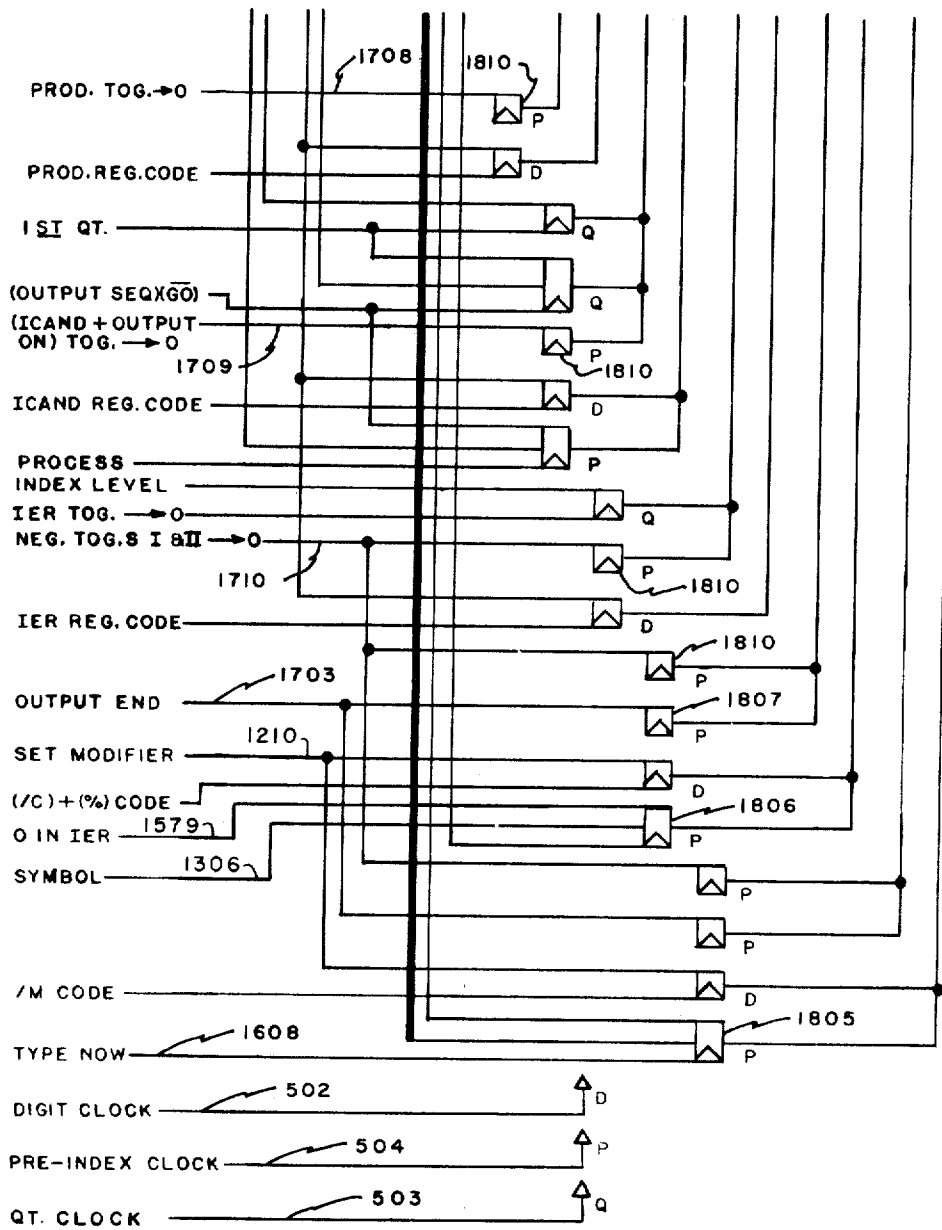 1708
1810
PROD. TOG.→0
P
PROD.REG.CODE
D
1 ST QT.
Q
(OUTPUT SEQ)(G̅O̅)
Q
(ICAND + OUTPUT
ON) TOG. → 0
P
1709
1810
ICAND REG.CODE
D
PROCESS
P
INDEX LEVEL
IER TOG. → 0
Q
NEG. TOG.S I & II → 0
P
1710
1810
IER REG. CODE
D
1810
P
1703
OUTPUT END
1807
P
1210
SET MODIFIER
D
(/C)+(%) CODE
1806
1579
0 IN IER
P
1306
SYMBOL
P
P
/M CODE
D
1608
1805
TYPE NOW
P
502
DIGIT CLOCK
D
504
PRE-INDEX CLOCK
P
503
QT. CLOCK
Q